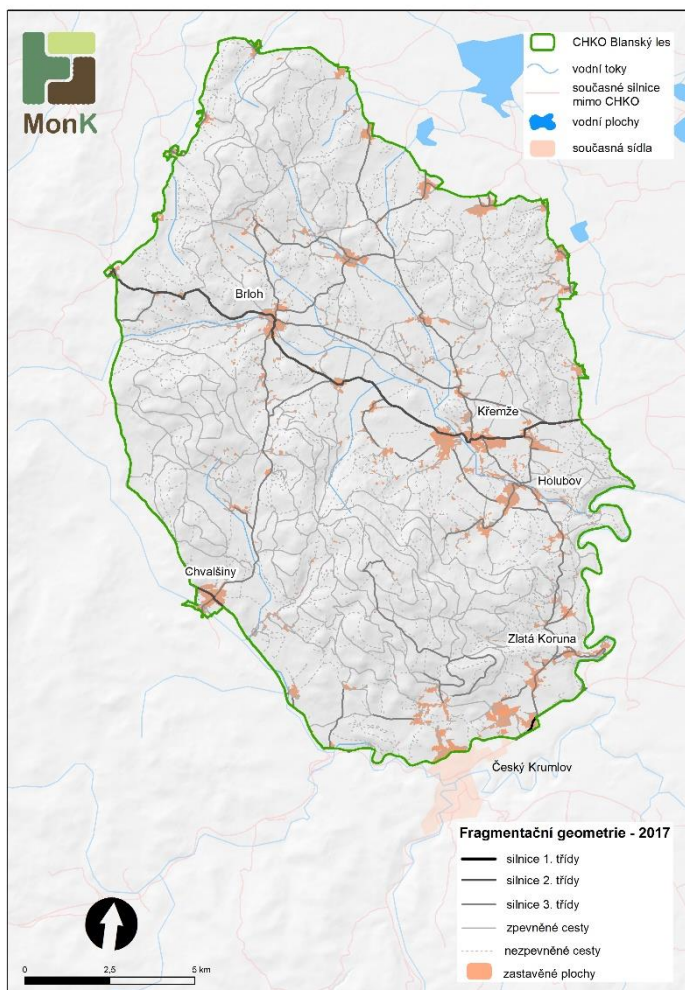 MonK
CHKO Blanský les
vodní toky
současné silnice
mimo CHKO
vodní plochy
současná sídla
Brloh
Křemže
Holubov
Chvalšiny
Zlatá Koruna
Český Krumlov
Fragmentační geometrie - 2017
silnice 1. třídy
silnice 2. třídy
silnice 3. třídy
zpevněné cesty
nezpevněné cesty
zastavěné plochy
0 2,5 5 km